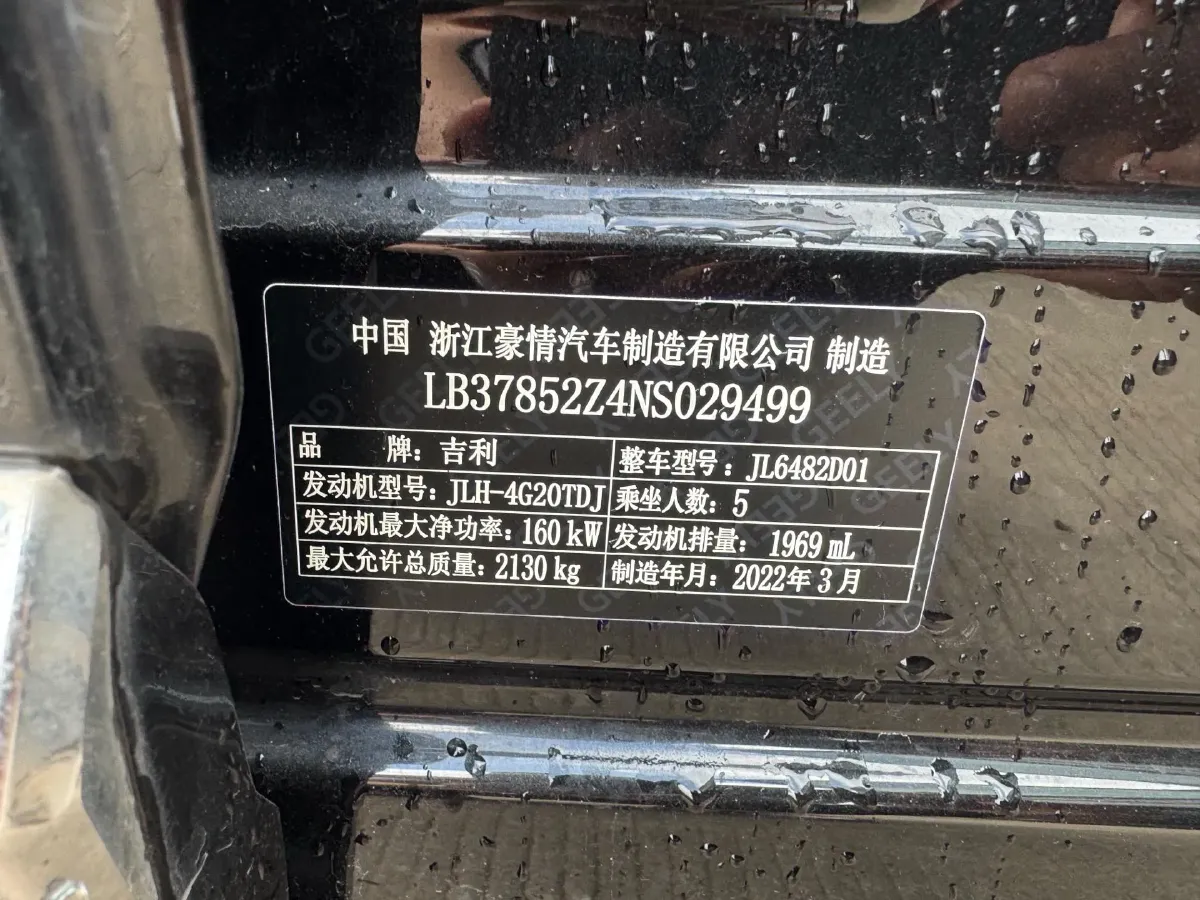 中国 浙江豪情汽车制造有限公司 制造
LB37852Z4NS029499
品 牌：吉利 整车型号：JL6482D01
发动机型号：JLH-4G20TDJ 乘坐人数：5
发动机最大净功率：160 kW 发动机排量：1969 mL
最大允许总质量：2130 kg 制造年月：2022年3月